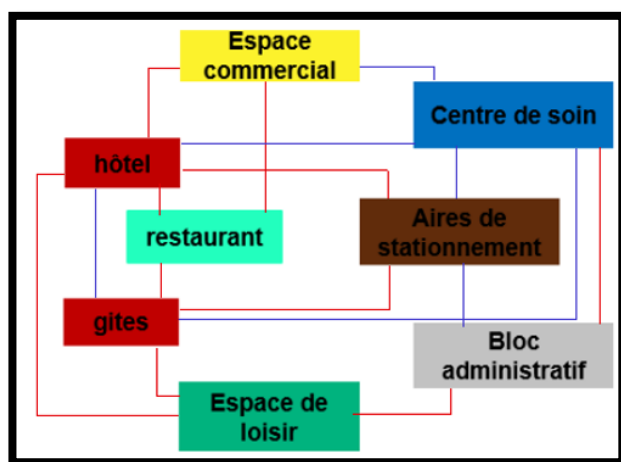 Espace
commercial
Centre de soin
hôtel
restaurant
Aires de
stationnement
gites
Bloc
administratif
Espace de
loisir